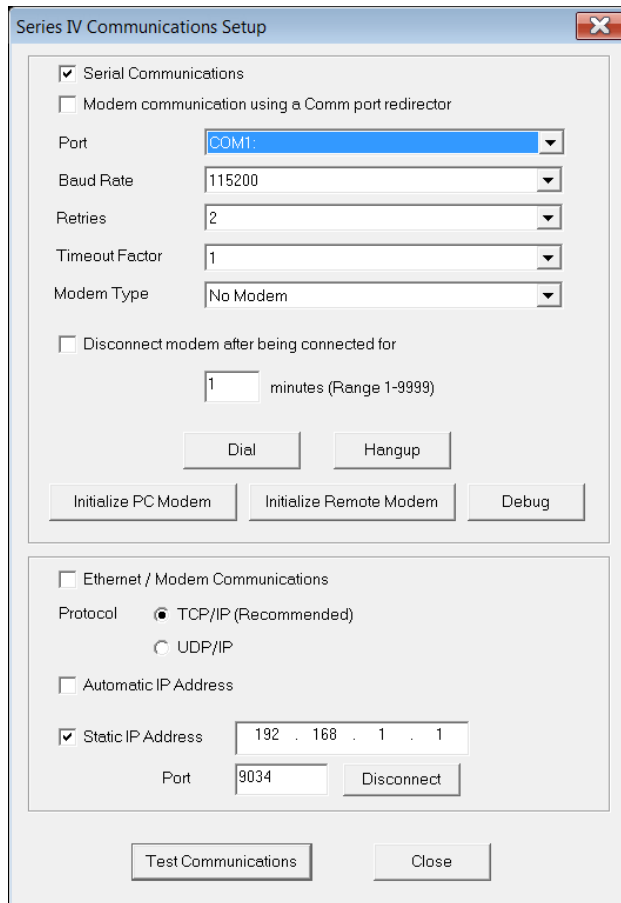 Series IV Communications Setup
Serial Communications
Modem communication using a Comm port redirector
Port COM1:
Baud Rate 115200
Retries 2
Timeout Factor 1
Modem Type No Modem
Disconnect modem after being connected for
1 minutes (Range 1-9999)
Dial Hangup
Initialize PC Modem Initialize Remote Modem Debug
Ethernet / Modem Communications
Protocol TCP/IP (Recommended)
UDP/IP
Automatic IP Address
Static IP Address 192 . 168 . 1 . 1
Port 9034 Disconnect
Test Communications Close